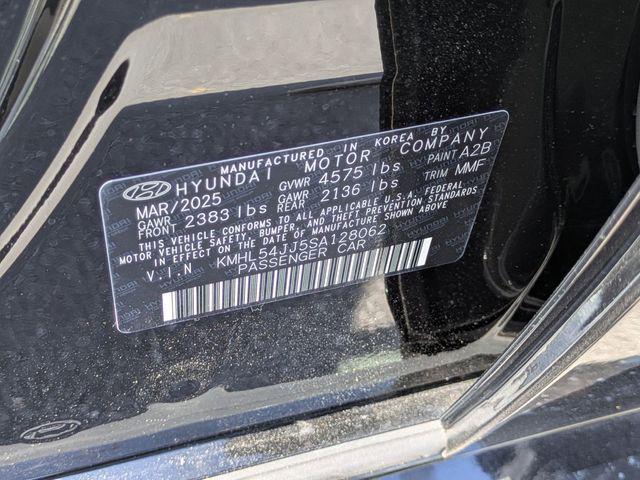 MANUFACTURED IN KOREA BY
HYUNDAI MOTOR COMPANY
MAR/2025 GVWR 4575 lbs PAINT A2B
GAWR FRONT 2383 lbs GAWR REAR 2136 lbs TRIM MMF
THIS VEHICLE CONFORMS TO ALL APPLICABLE U.S.A. FEDERAL
MOTOR VEHICLE SAFETY, BUMPER, AND THEFT PREVENTION STANDARDS
IN EFFECT ON THE DATE OF MANUFACTURE SHOWN ABOVE
V.I.N KMHL54JJ5SA128062
PASSENGER CAR